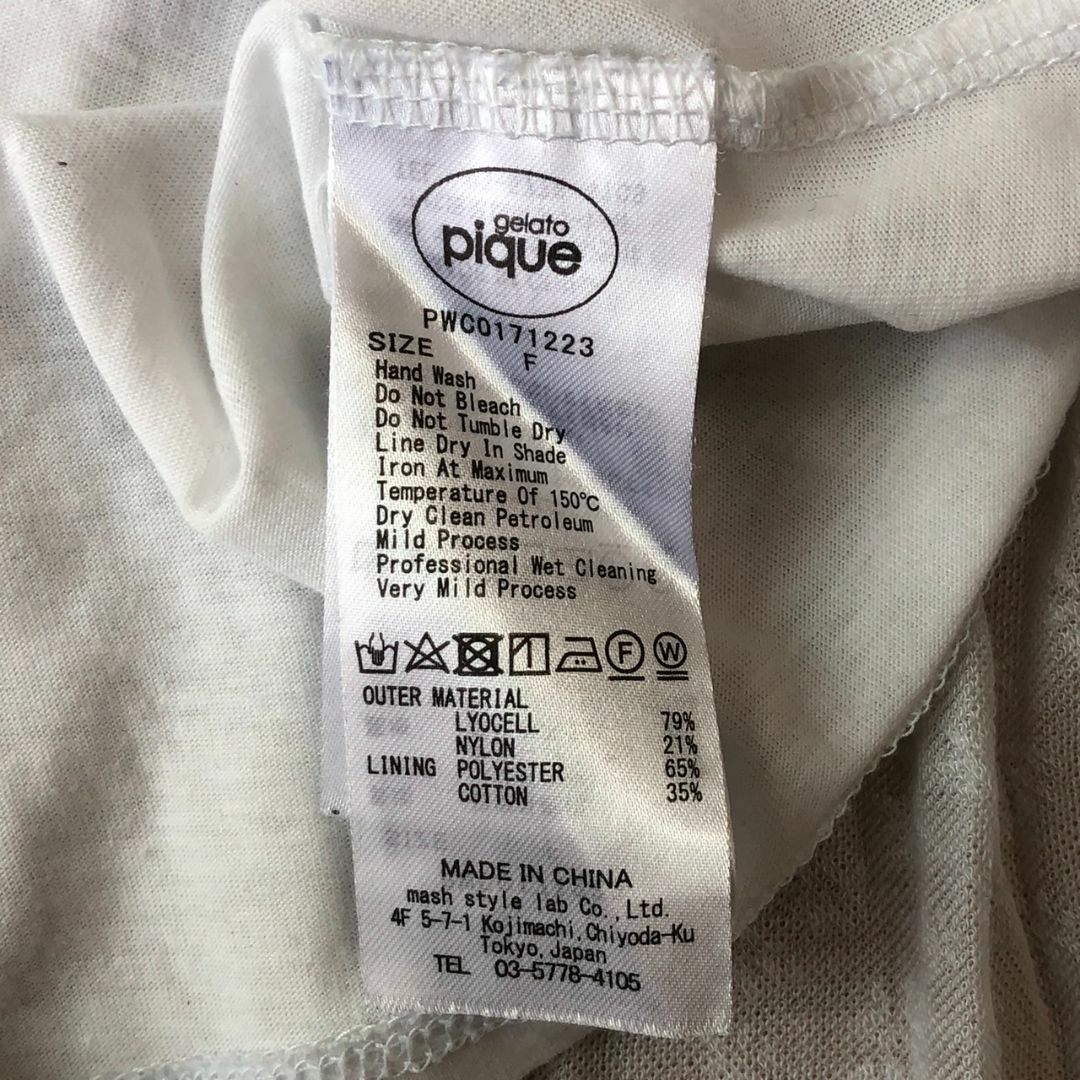 gelato
pique
PWC0171223
SIZE F
Hand Wash
Do Not Bleach
Do Not Tumble Dry
Line Dry In Shade
Iron At Maximum
Temperature Of 150℃
Dry Clean Petroleum
Mild Process
Professional Wet Cleaning
Very Mild Process
F W
OUTER MATERIAL
LYOCELL 79%
NYLON 21%
LINING POLYESTER 65%
COTTON 35%
MADE IN CHINA
mash style lab Co.,Ltd.
4F 5-7-1 Kojimachi,Chiyoda-Ku
Tokyo,Japan
TEL 03-5778-4105